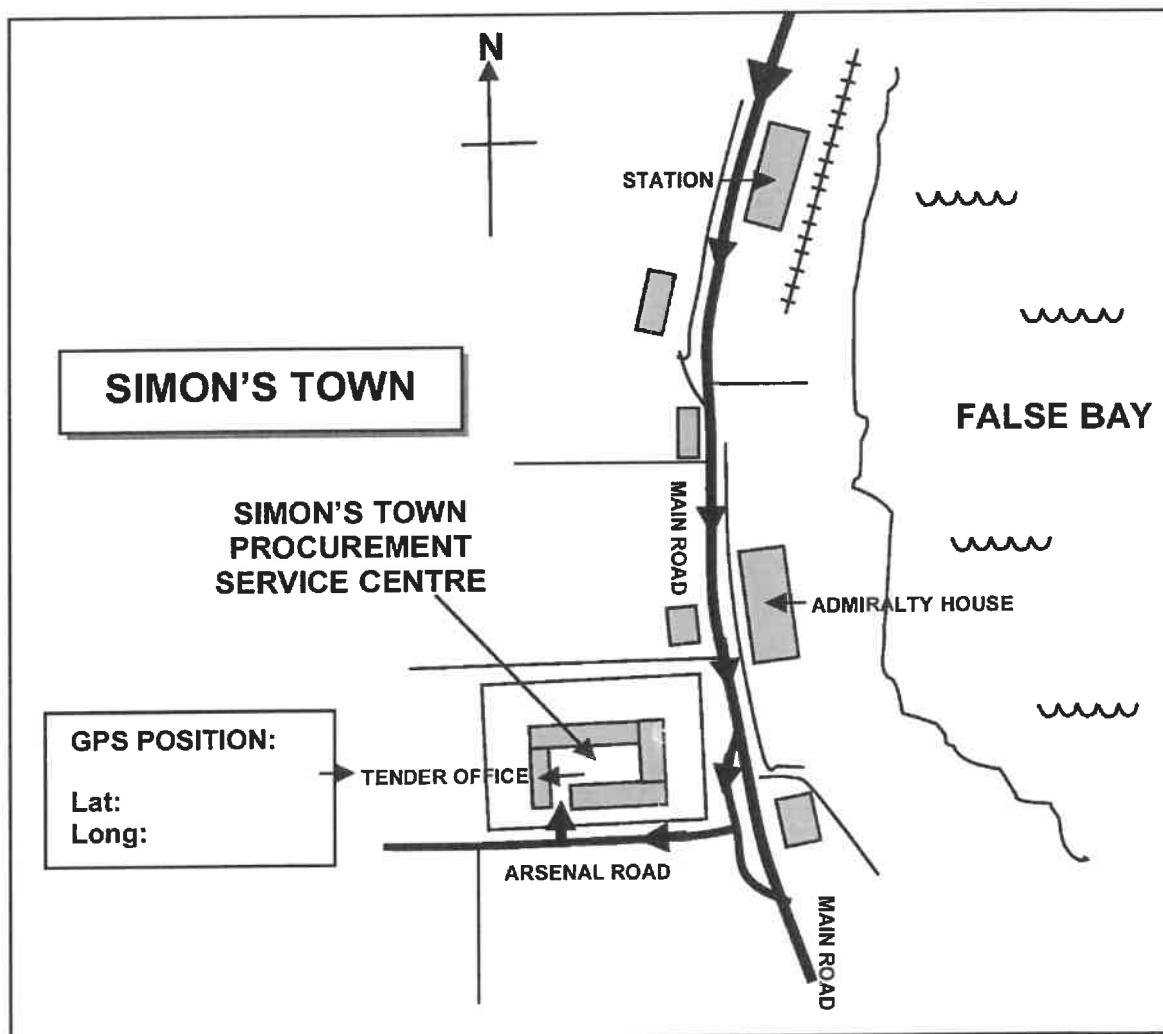 N
STATION
SIMON'S TOWN
FALSE BAY
SIMON'S TOWN
PROCUREMENT
SERVICE CENTRE
MAIN ROAD
ADMIRALTY HOUSE
GPS POSITION:
Lat:
Long:
TENDER OFFICE
ARSENAL ROAD
MAIN ROAD